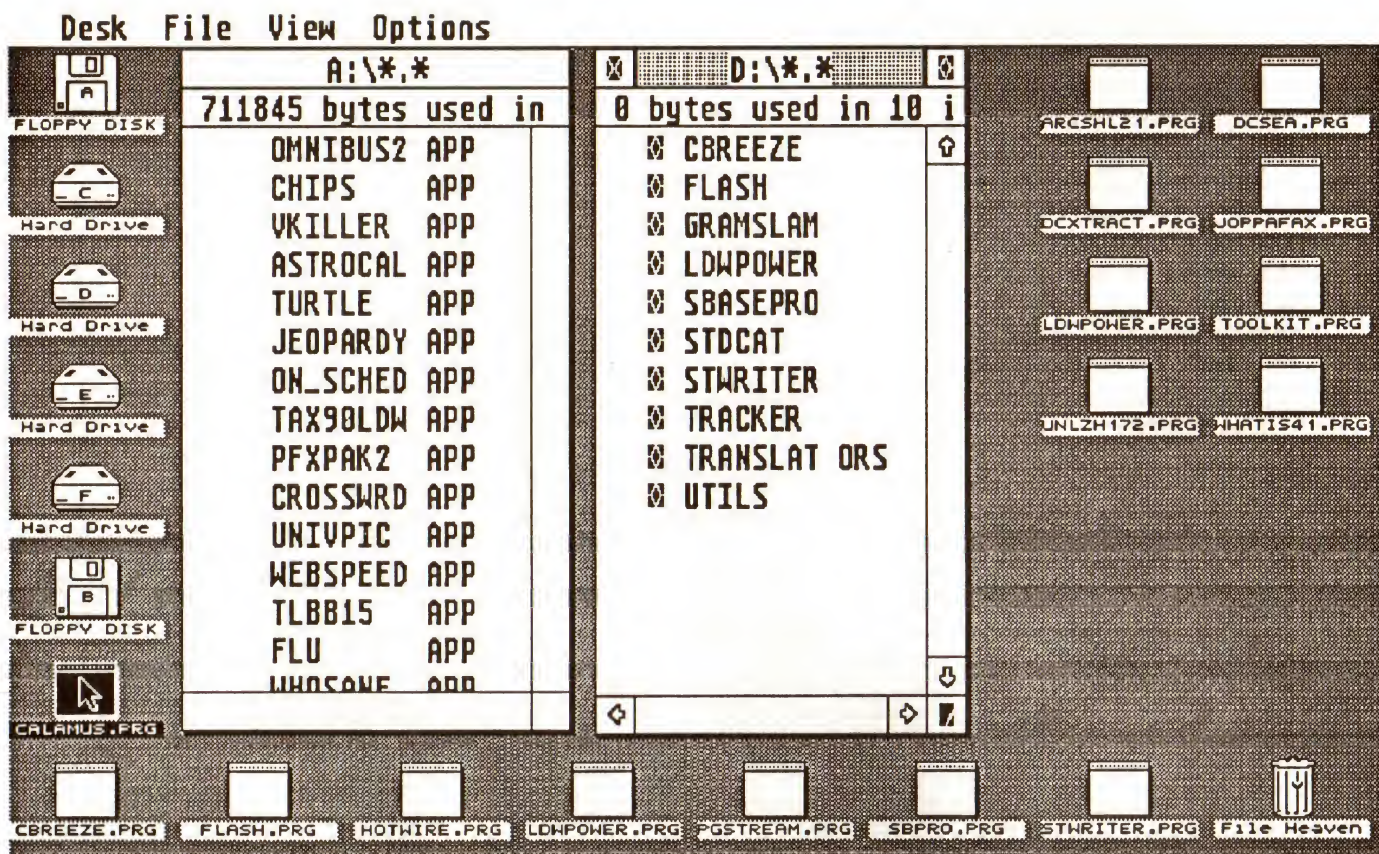 Desk File View Options
A:\*.*
711845 bytes used in
OMNIBUS2 APP
CHIPS APP
VKILLER APP
ASTROCAL APP
TURTLE APP
JEOPARDY APP
ON_SCHED APP
TAX98LDW APP
PFXPAK2 APP
CROSSWRD APP
UNIVPIC APP
WEBSPEED APP
TLBB15 APP
FLU APP
D:\*.*
0 bytes used in 10 i
CBREEZE
FLASH
GRAMSLAM
LDWPOWER
SBASEPRO
STDCAT
STWRITER
TRACKER
TRANSLAT ORS
UTILS
A
FLOPPY DISK
C
Hard Drive
D
Hard Drive
E
Hard Drive
F
Hard Drive
B
FLOPPY DISK
CALAMUS.PRG
ARCSHL21.PRG DCSEA.PRG
DCXTRACT.PRG JOPPAFAX.PRG
LDWPOWER.PRG TOOLKIT.PRG
UNLZH172.PRG WHATIS41.PRG
CBREEZE.PRG FLASH.PRG HOTWIRE.PRG LDWPOWER.PRG PGSTREAM.PRG SBPRO.PRG STWRITER.PRG File Heaven